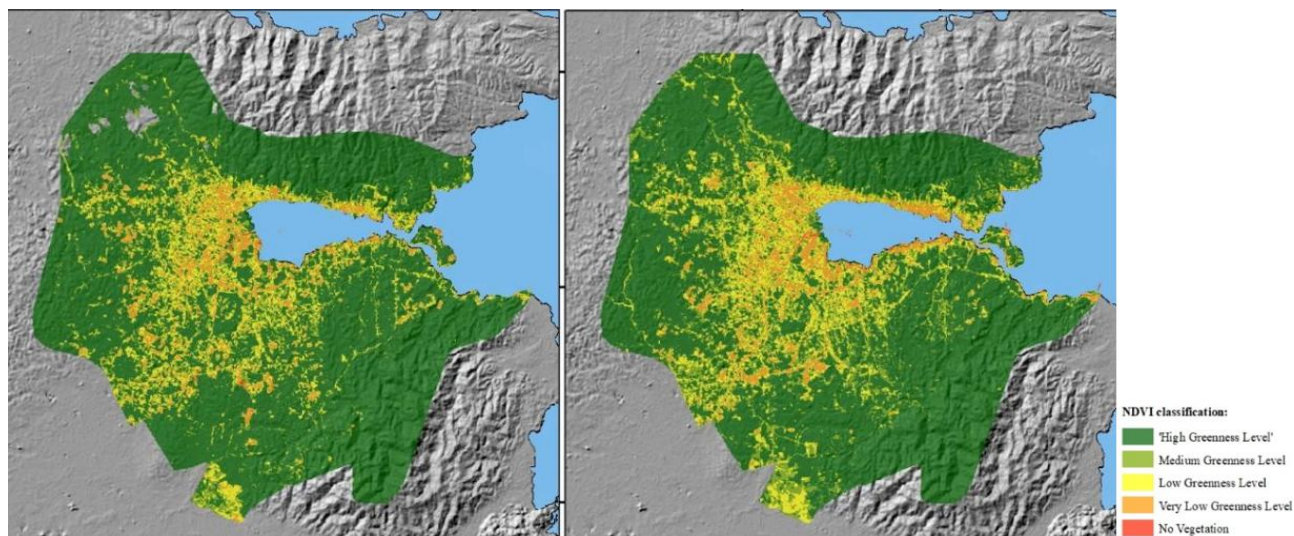 NDVI classification:
'High Greenness Level'
Medium Greenness Level
Low Greenness Level
Very Low Greenness Level
No Vegetation